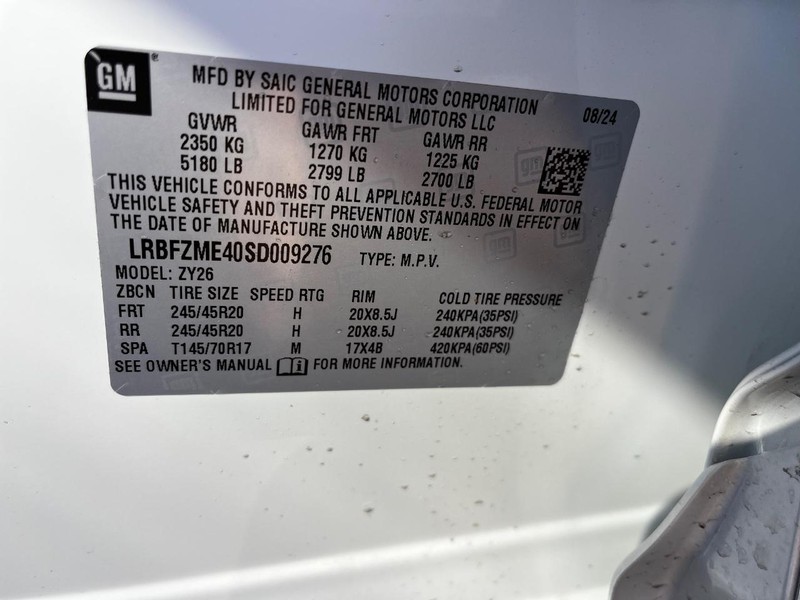 GM
MFD BY SAIC GENERAL MOTORS CORPORATION
LIMITED FOR GENERAL MOTORS LLC
08/24
GVWR GAWR FRT GAWR RR
2350 KG 1270 KG 1225 KG
5180 LB 2799 LB 2700 LB
THIS VEHICLE CONFORMS TO ALL APPLICABLE U.S. FEDERAL MOTOR
VEHICLE SAFETY AND THEFT PREVENTION STANDARDS IN EFFECT ON
THE DATE OF MANUFACTURE SHOWN ABOVE.
LRBFZME40SD009276 TYPE: M.P.V.
MODEL: ZY26
ZBCN TIRE SIZE SPEED RTG RIM COLD TIRE PRESSURE
FRT 245/45R20 H 20X8.5J 240KPA(35PSI)
RR 245/45R20 H 20X8.5J 240KPA(35PSI)
SPA T145/70R17 M 17X4B 420KPA(60PSI)
SEE OWNER'S MANUAL FOR MORE INFORMATION.